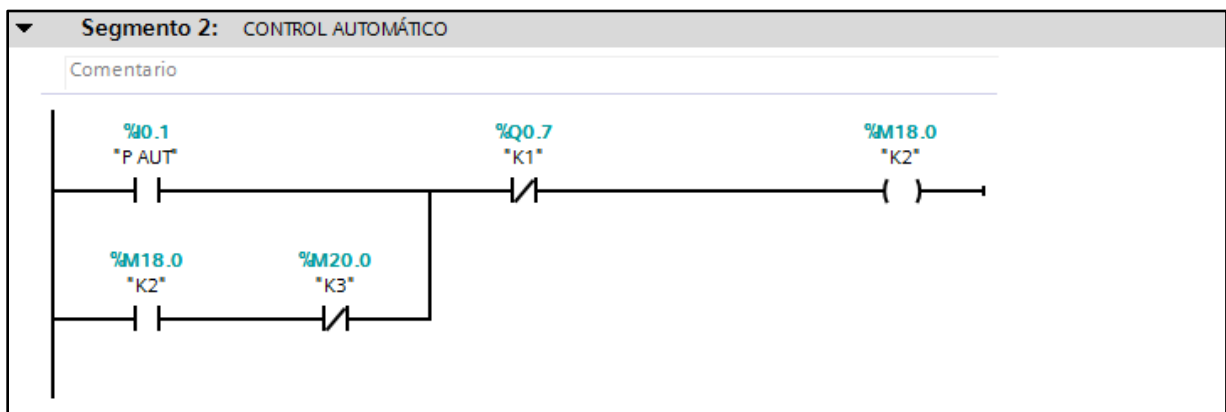 Segmento 2: CONTROL AUTOMÁTICO
Comentario
%I0.1 %Q0.7 %M18.0
"P AUT" "K1" "K2"
%M18.0 %M20.0
"K2" "K3"